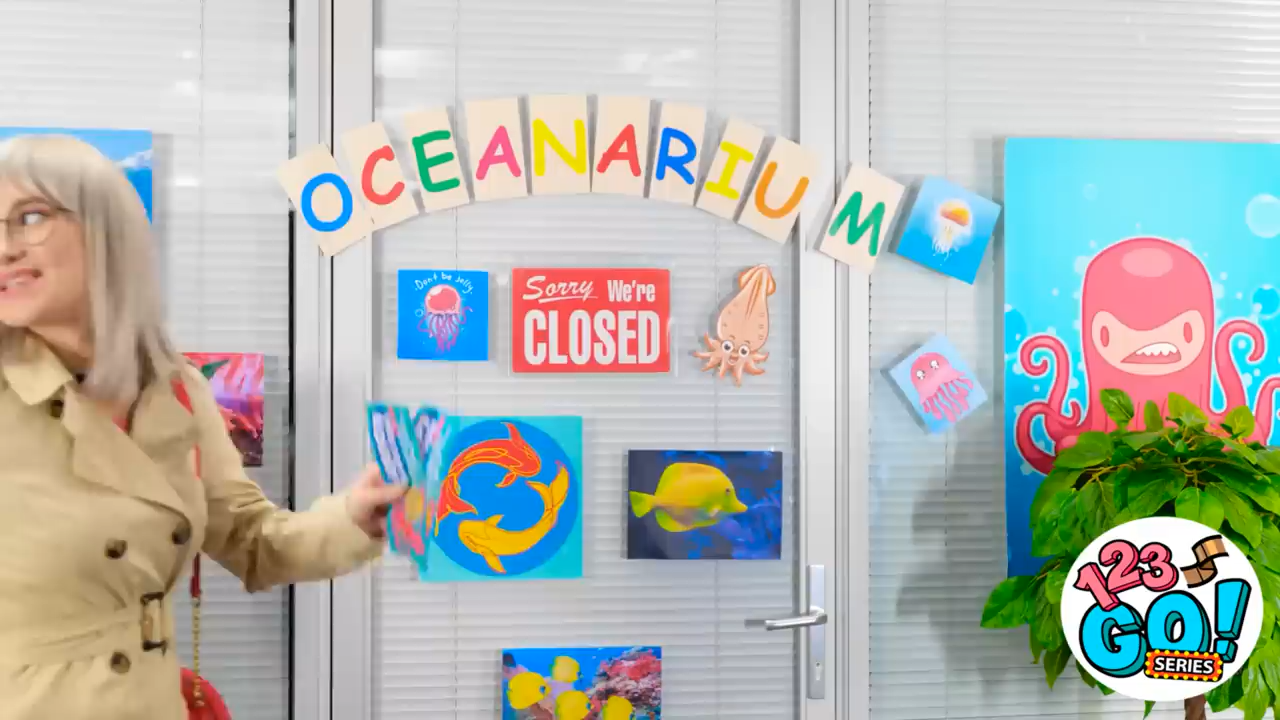 OCEANARIUM
Don't be Jelly.
Sorry We're
CLOSED
123
GO!
SERIES